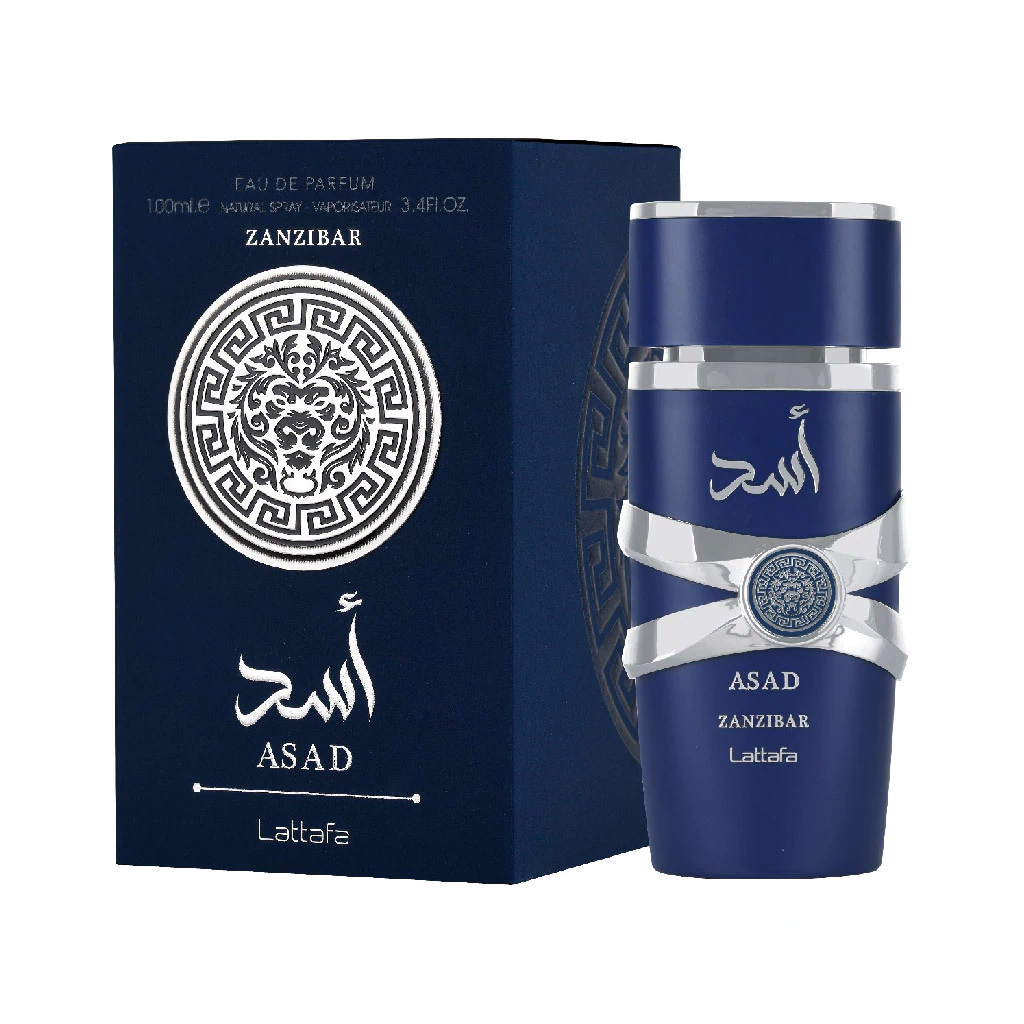 EAU DE PARFUM
100ml.e NATURAL SPRAY - VAPORISATEUR 3.4FL.OZ.
ZANZIBAR
أسد
ASAD
Lattafa
أسد
ASAD
ZANZIBAR
Lattafa